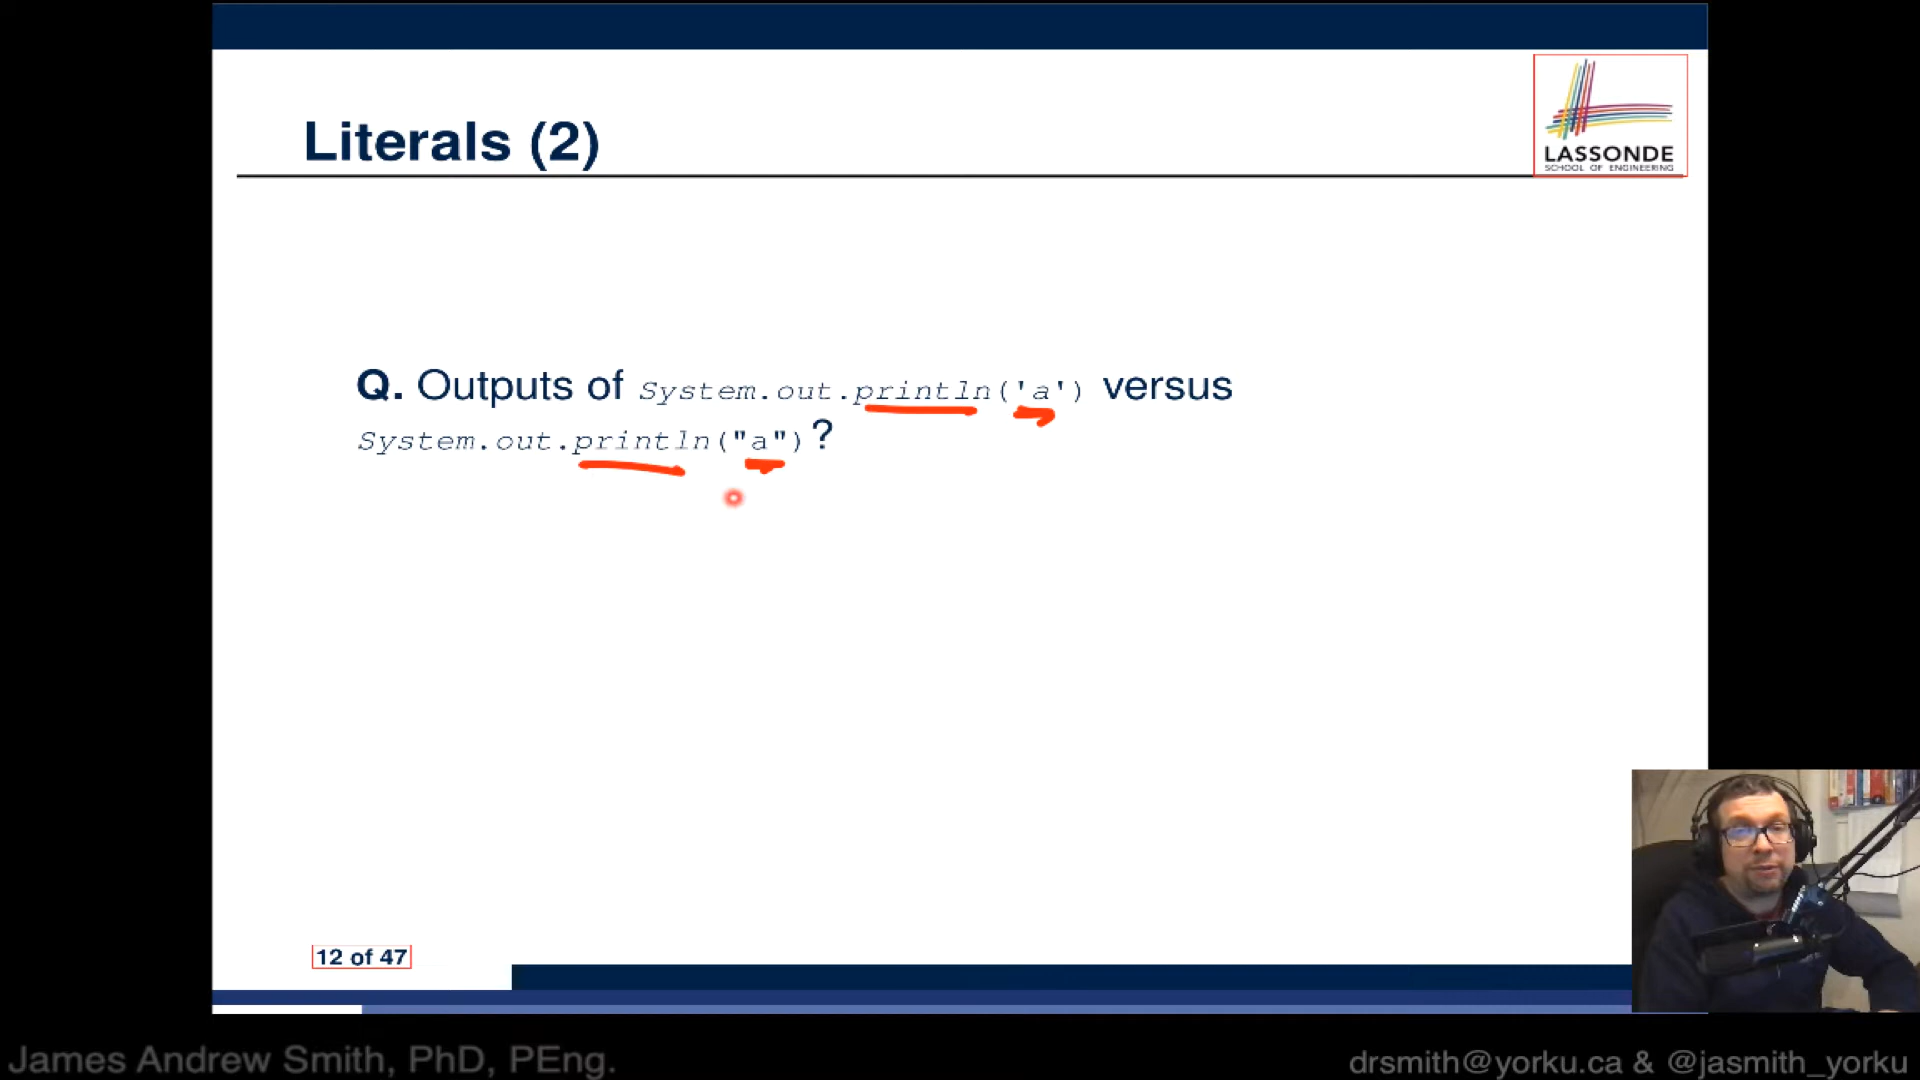 LASSONDE
SCHOOL OF ENGINEERING
Literals (2)
Q. Outputs of System.out.println('a') versus
System.out.println("a")?
12 of 47
James Andrew Smith, PhD, PEng.
drsmith@yorku.ca & @jasmith_yorku